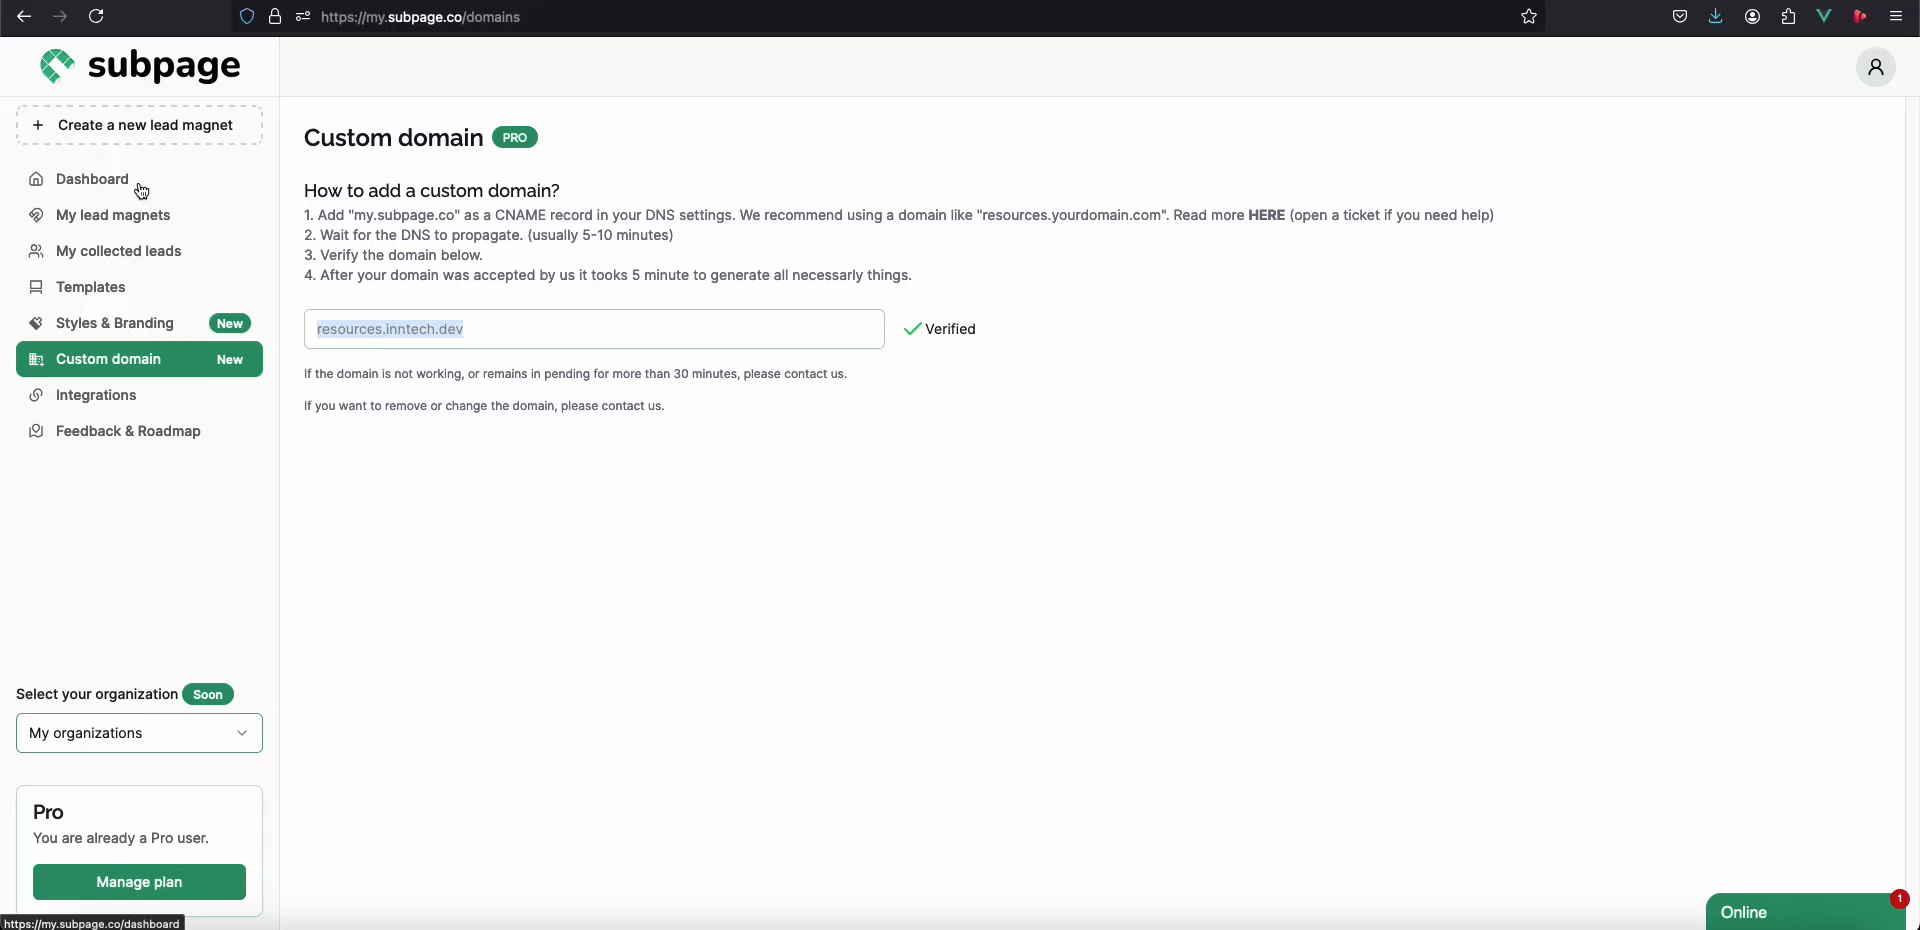 https://my.subpage.co/domains
subpage
+ Create a new lead magnet
Dashboard
My lead magnets
My collected leads
Templates
Styles & Branding New
Custom domain New
Integrations
Feedback & Roadmap
Select your organization Soon
My organizations
Pro
You are already a Pro user.
Manage plan
https://my.subpage.co/dashboard
Custom domain PRO
How to add a custom domain?
1. Add "my.subpage.co" as a CNAME record in your DNS settings. We recommend using a domain like "resources.yourdomain.com". Read more HERE (open a ticket if you need help)
2. Wait for the DNS to propagate. (usually 5-10 minutes)
3. Verify the domain below.
4. After your domain was accepted by us it tooks 5 minute to generate all necessarly things.
resources.inntech.dev Verified
If the domain is not working, or remains in pending for more than 30 minutes, please contact us.
If you want to remove or change the domain, please contact us.
Online 1